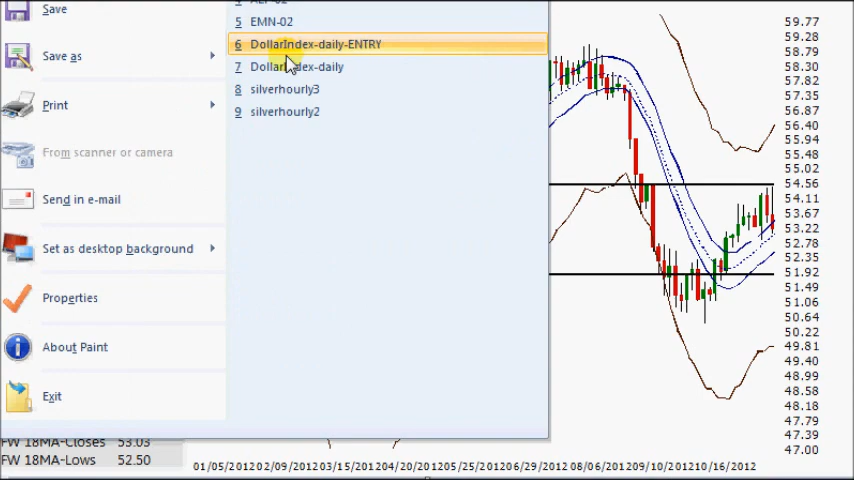 Save
5 EMN-02
Save as
6 DollarIndex-daily-ENTRY
7 DollarIndex-daily
8 silverhourly3
Print
9 silverhourly2
From scanner or camera
Send in e-mail
Set as desktop background
Properties
About Paint
Exit
FW 18MA-Closes 53.03
FW 18MA-Lows 52.50
59.77
59.28
58.79
58.30
57.82
57.35
56.87
56.40
55.94
55.48
55.02
54.56
54.11
53.67
53.22
52.78
52.35
51.92
51.49
51.06
50.64
50.22
49.81
49.40
48.99
48.58
48.18
47.79
47.39
47.00
01/05/2012 02/09/2012 03/15/2012 04/20/2012 05/25/2012 06/29/2012 08/06/2012 09/10/2012 10/16/2012